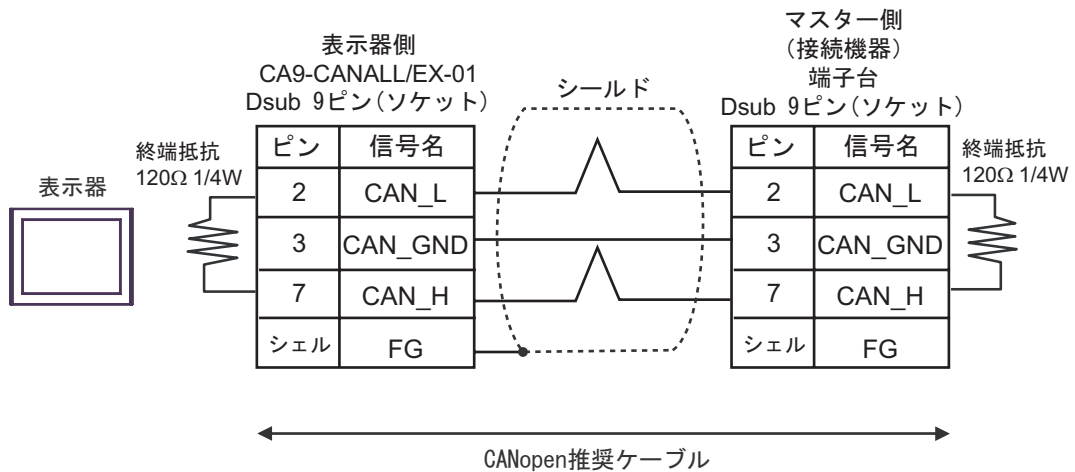 表示器側
CA9-CANALL/EX-01
Dsub 9ピン(ソケット)
シールド
マスター側
(接続機器)
端子台
Dsub 9ピン(ソケット)
表示器
終端抵抗
120Ω 1/4W
ピン 信号名
2 CAN_L
3 CAN_GND
7 CAN_H
シェル FG
ピン 信号名
2 CAN_L
3 CAN_GND
7 CAN_H
シェル FG
終端抵抗
120Ω 1/4W
CANopen推奨ケーブル